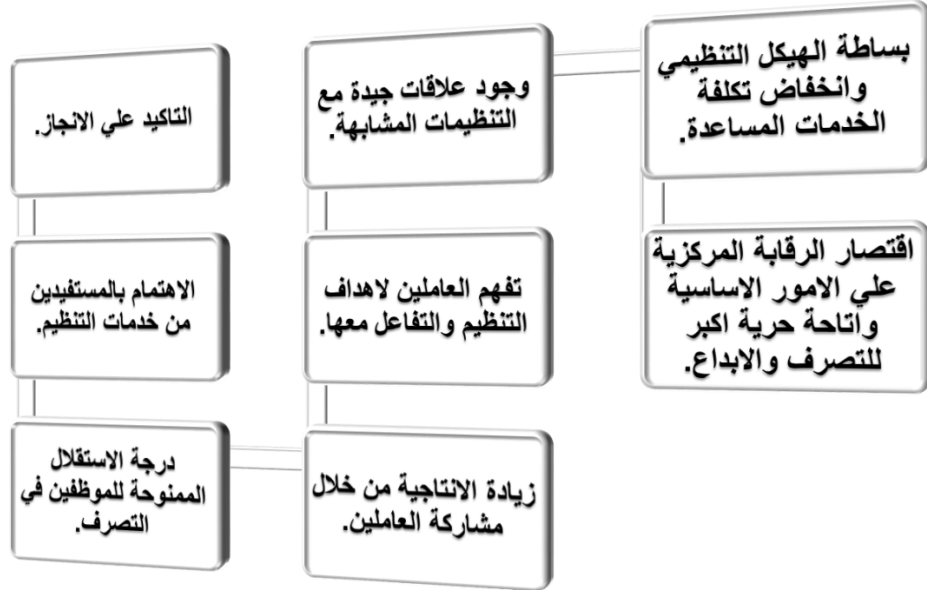 التاكيد علي الانجاز.
الاهتمام بالمستفيدين
من خدمات التنظيم.
درجة الاستقلال
الممنوحة للموظفين في
التصرف.
زيادة الانتاجية من خلال
مشاركة العاملين.
تفهم العاملين لاهداف
التنظيم والتفاعل معها.
وجود علاقات جيدة مع
التنظيمات المشابهة.
بساطة الهيكل التنظيمي
وانخفاض تكلفة
الخدمات المساعدة.
اقتصار الرقابة المركزية
علي الامور الاساسية
واتاحة حرية اكبر
للتصرف والابداع.